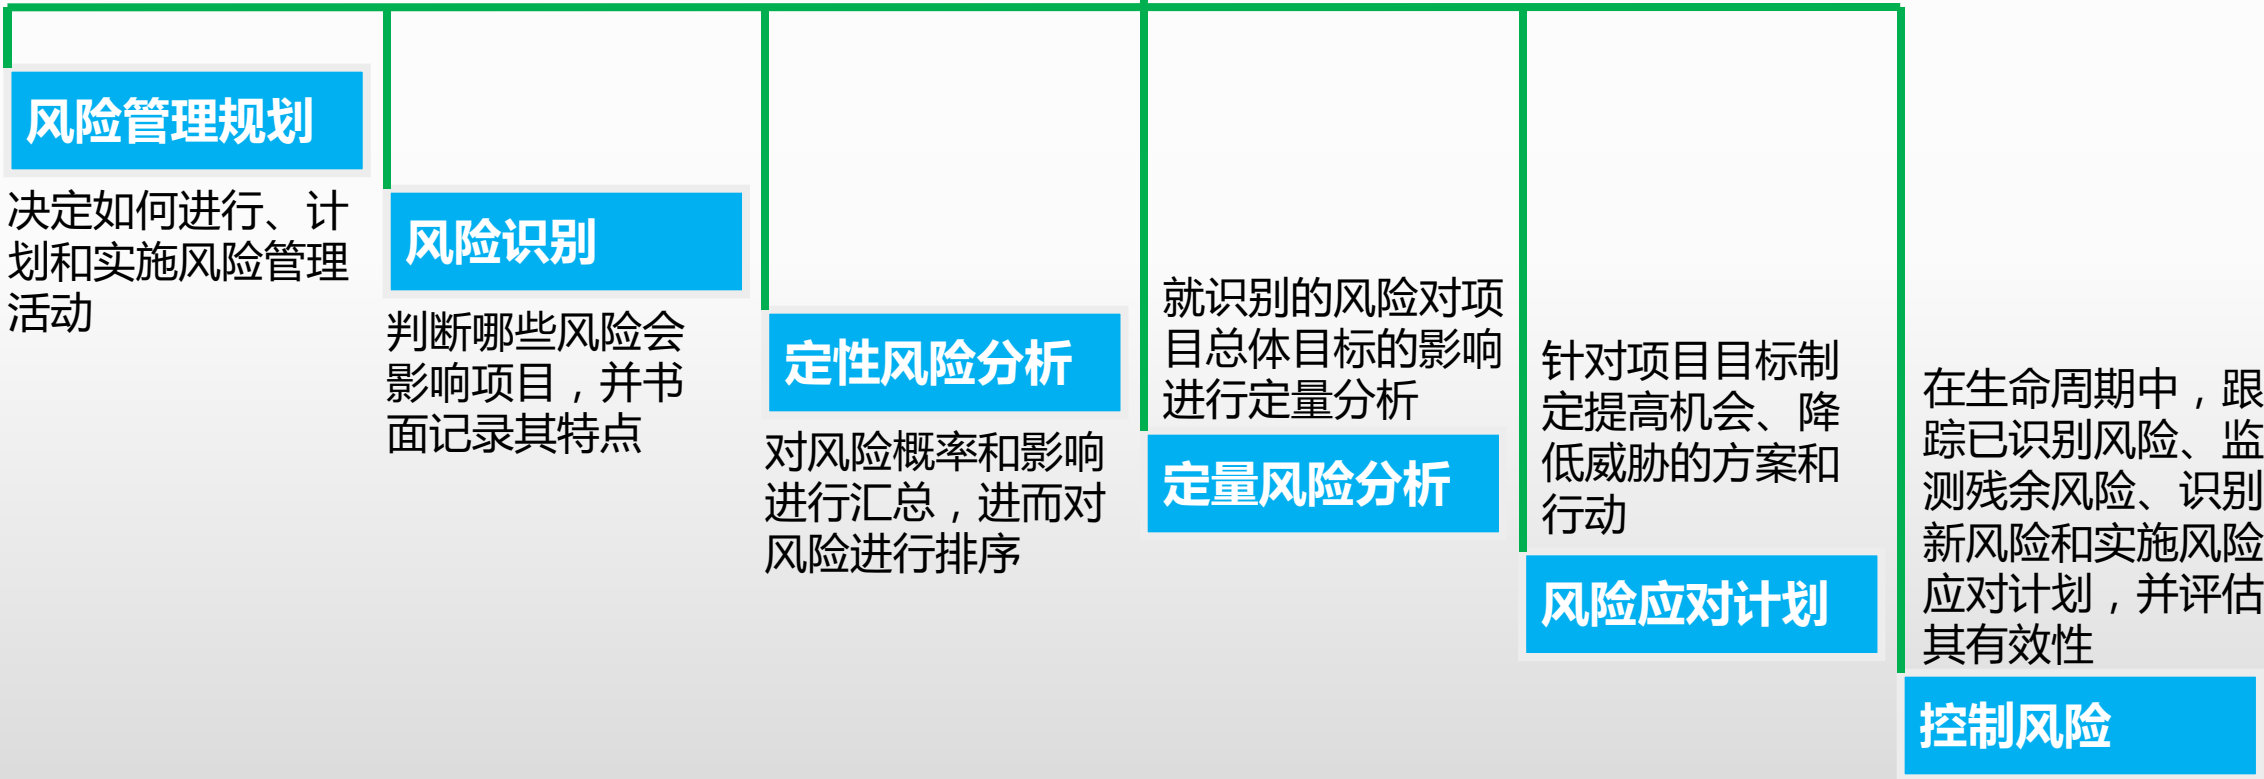 风险管理规划
决定如何进行、计
划和实施风险管理
活动
风险识别
判断哪些风险会
影响项目，并书
面记录其特点
定性风险分析
对风险概率和影响
进行汇总，进而对
风险进行排序
就识别的风险对项
目总体目标的影响
进行定量分析
定量风险分析
针对项目目标制
定提高机会、降
低威胁的方案和
行动
风险应对计划
在生命周期中，跟
踪已识别风险、监
测残余风险、识别
新风险和实施风险
应对计划，并评估
其有效性
控制风险